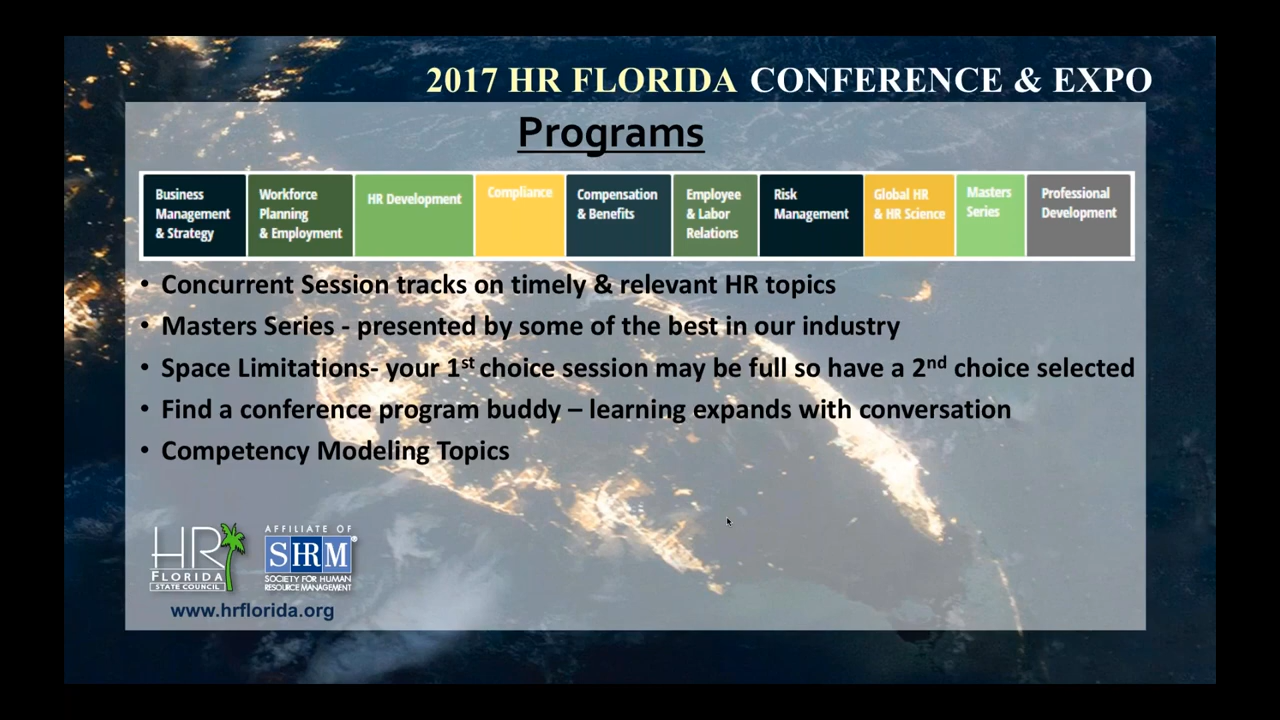 2017 HR FLORIDA CONFERENCE & EXPO
Programs
Business
Management
& Strategy
Workforce
Planning
& Employment
HR Development
Compliance
Compensation
& Benefits
Employee
& Labor
Relations
Risk
Management
Global HR
& HR Science
Masters
Series
Professional
Development
• Concurrent Session tracks on timely & relevant HR topics
• Masters Series - presented by some of the best in our industry
• Space Limitations- your 1st choice session may be full so have a 2nd choice selected
• Find a conference program buddy – learning expands with conversation
• Competency Modeling Topics
HR
FLORIDA
STATE COUNCIL
AFFILIATE OF
SHRM®
SOCIETY FOR HUMAN
RESOURCE MANAGEMENT
www.hrflorida.org